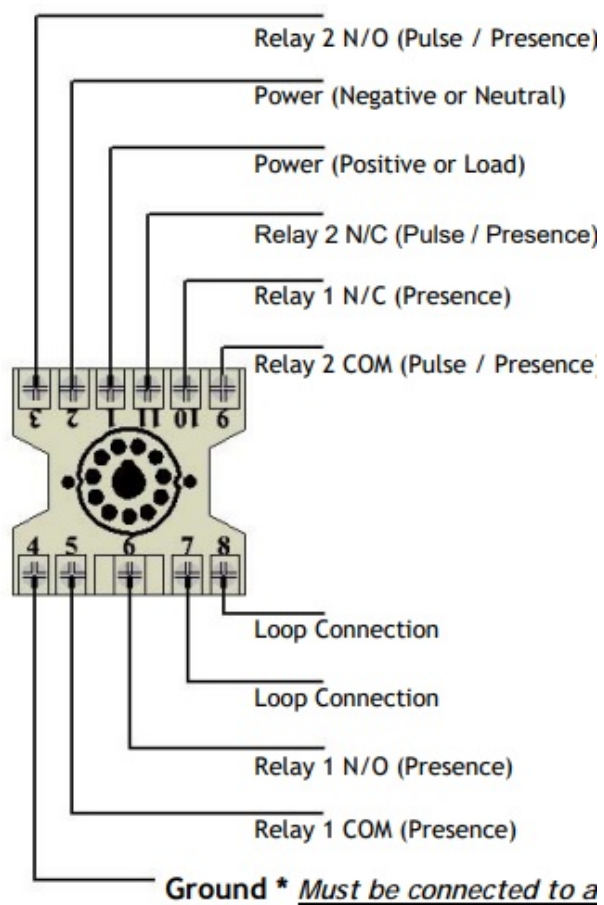 Relay 2 N/O (Pulse / Presence)
Power (Negative or Neutral)
Power (Positive or Load)
Relay 2 N/C (Pulse / Presence)
Relay 1 N/C (Presence)
Relay 2 COM (Pulse / Presence)
3 2 1 11 10 9
4 5 6 7 8
Loop Connection
Loop Connection
Relay 1 N/O (Presence)
Relay 1 COM (Presence)
Ground * Must be connected to a